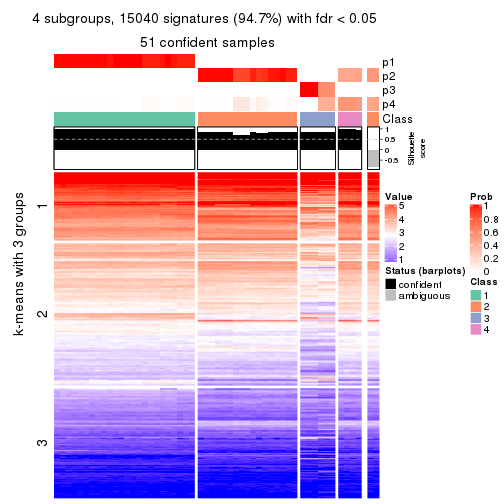 4 subgroups, 15040 signatures (94.7%) with fdr < 0.05
51 confident samples
p1
p2
p3
p4
Class
1
0.5
0
-0.5
Silhouette
score
k-means with 3 groups
1
2
3
Value
5
4
3
2
1
Status (barplots)
confident
ambiguous
Prob
1
0.8
0.6
0.4
0.2
0
Class
1
2
3
4